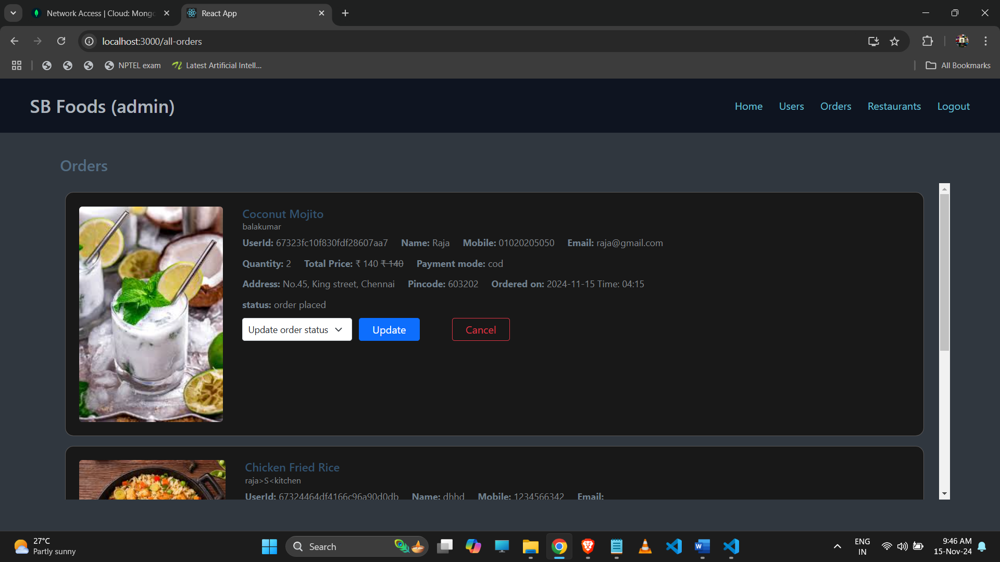 Network Access | Cloud: Mong
React App
localhost:3000/all-orders
NPTEL exam
Latest Artificial Intell...
All Bookmarks
SB Foods (admin)
Home Users Orders Restaurants Logout
Orders
Coconut Mojito
balakumar
UserId: 67323fc10f830fdf28607aa7 Name: Raja Mobile: 01020205050 Email: raja@gmail.com
Quantity: 2 Total Price: ₹ 140 ₹ 140 Payment mode: cod
Address: No.45, King street, Chennai Pincode: 603202 Ordered on: 2024-11-15 Time: 04:15
status: order placed
Update order status Update Cancel
Chicken Fried Rice
raja>S<kitchen
UserId: 67324464df4166c96a90d0db Name: dhhd Mobile: 1234566342 Email:
27°C
Partly sunny
Search
ENG
IN
9:46 AM
15-Nov-24